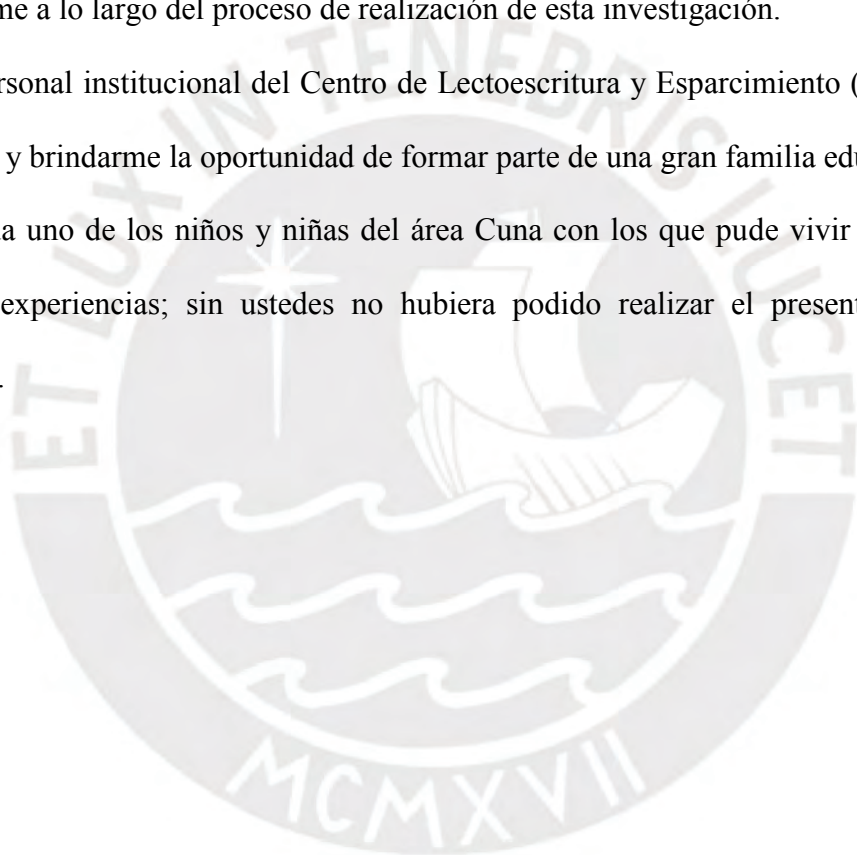 me a lo largo del proceso de realización de esta investigación.
rsonal institucional del Centro de Lectoescritura y Esparcimiento (
y brindarme la oportunidad de formar parte de una gran familia edu
a uno de los niños y niñas del área Cuna con los que pude vivir
experiencias; sin ustedes no hubiera podido realizar el present
.
ET LUX IN TENEBRIS LUCET
MCMXVII